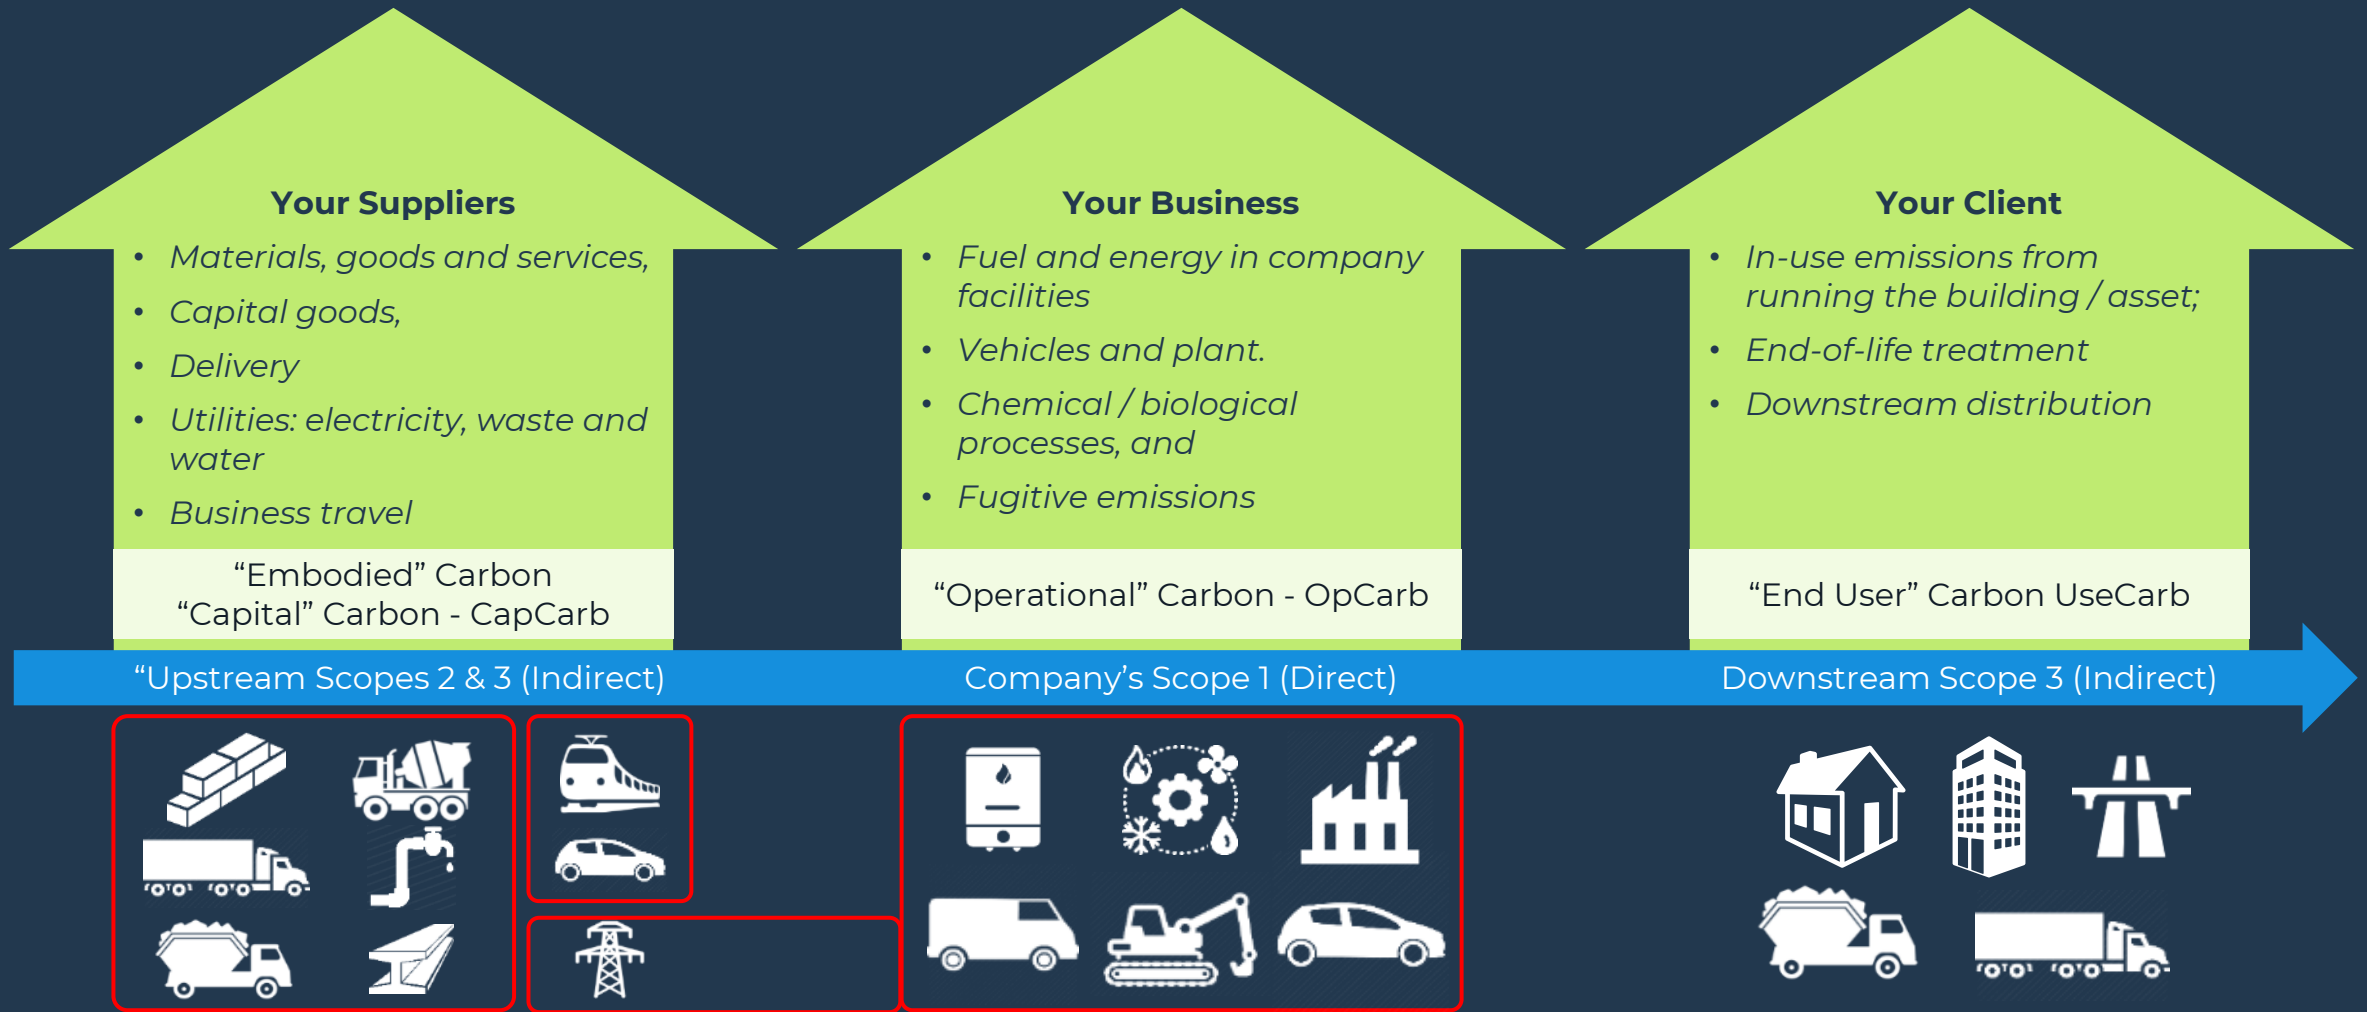 Your Suppliers
• Materials, goods and services,
• Capital goods,
• Delivery
• Utilities: electricity, waste and
water
• Business travel
“Embodied” Carbon
“Capital” Carbon - CapCarb
“Upstream Scopes 2 & 3 (Indirect)
Your Business
• Fuel and energy in company
facilities
• Vehicles and plant.
• Chemical / biological
processes, and
• Fugitive emissions
“Operational” Carbon - OpCarb
Company’s Scope 1 (Direct)
Your Client
• In-use emissions from
running the building / asset;
• End-of-life treatment
• Downstream distribution
“End User” Carbon UseCarb
Downstream Scope 3 (Indirect)